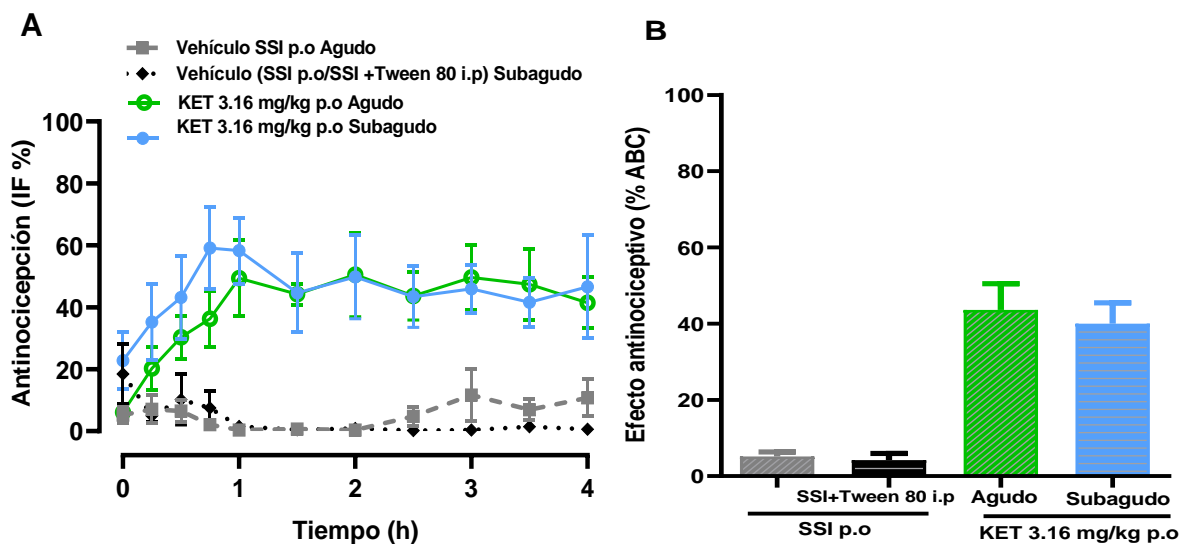 A
Vehículo SSI p.o Agudo
Vehículo (SSI p.o/SSI +Tween 80 i.p) Subagudo
KET 3.16 mg/kg p.o Agudo
KET 3.16 mg/kg p.o Subagudo
Antinocicepción (IF %)
100
80
60
40
20
0
0
1
2
3
4
Tiempo (h)
B
Efecto antinociceptivo (% ABC)
100
80
60
40
20
0
SSI+Tween 80 i.p
Agudo
Subagudo
SSI p.o
KET 3.16 mg/kg p.o